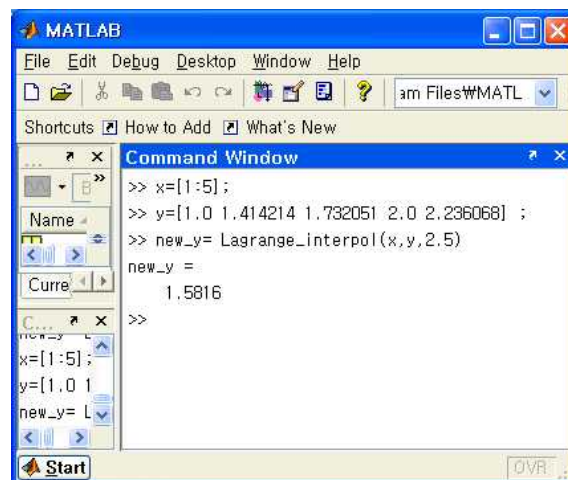 MATLAB
File Edit Debug Desktop Window Help
am Files₩MATL
Shortcuts How to Add What's New
...
Command Window
>> x=[1:5];
>> y=[1.0 1.414214 1.732051 2.0 2.236068] ;
>> new_y= Lagrange_interpol(x,y,2.5)
new_y =
1.5816
>>
Name
Curre
C...
x=[1:5];
y=[1.0 1
new_y= L
Start
OVR